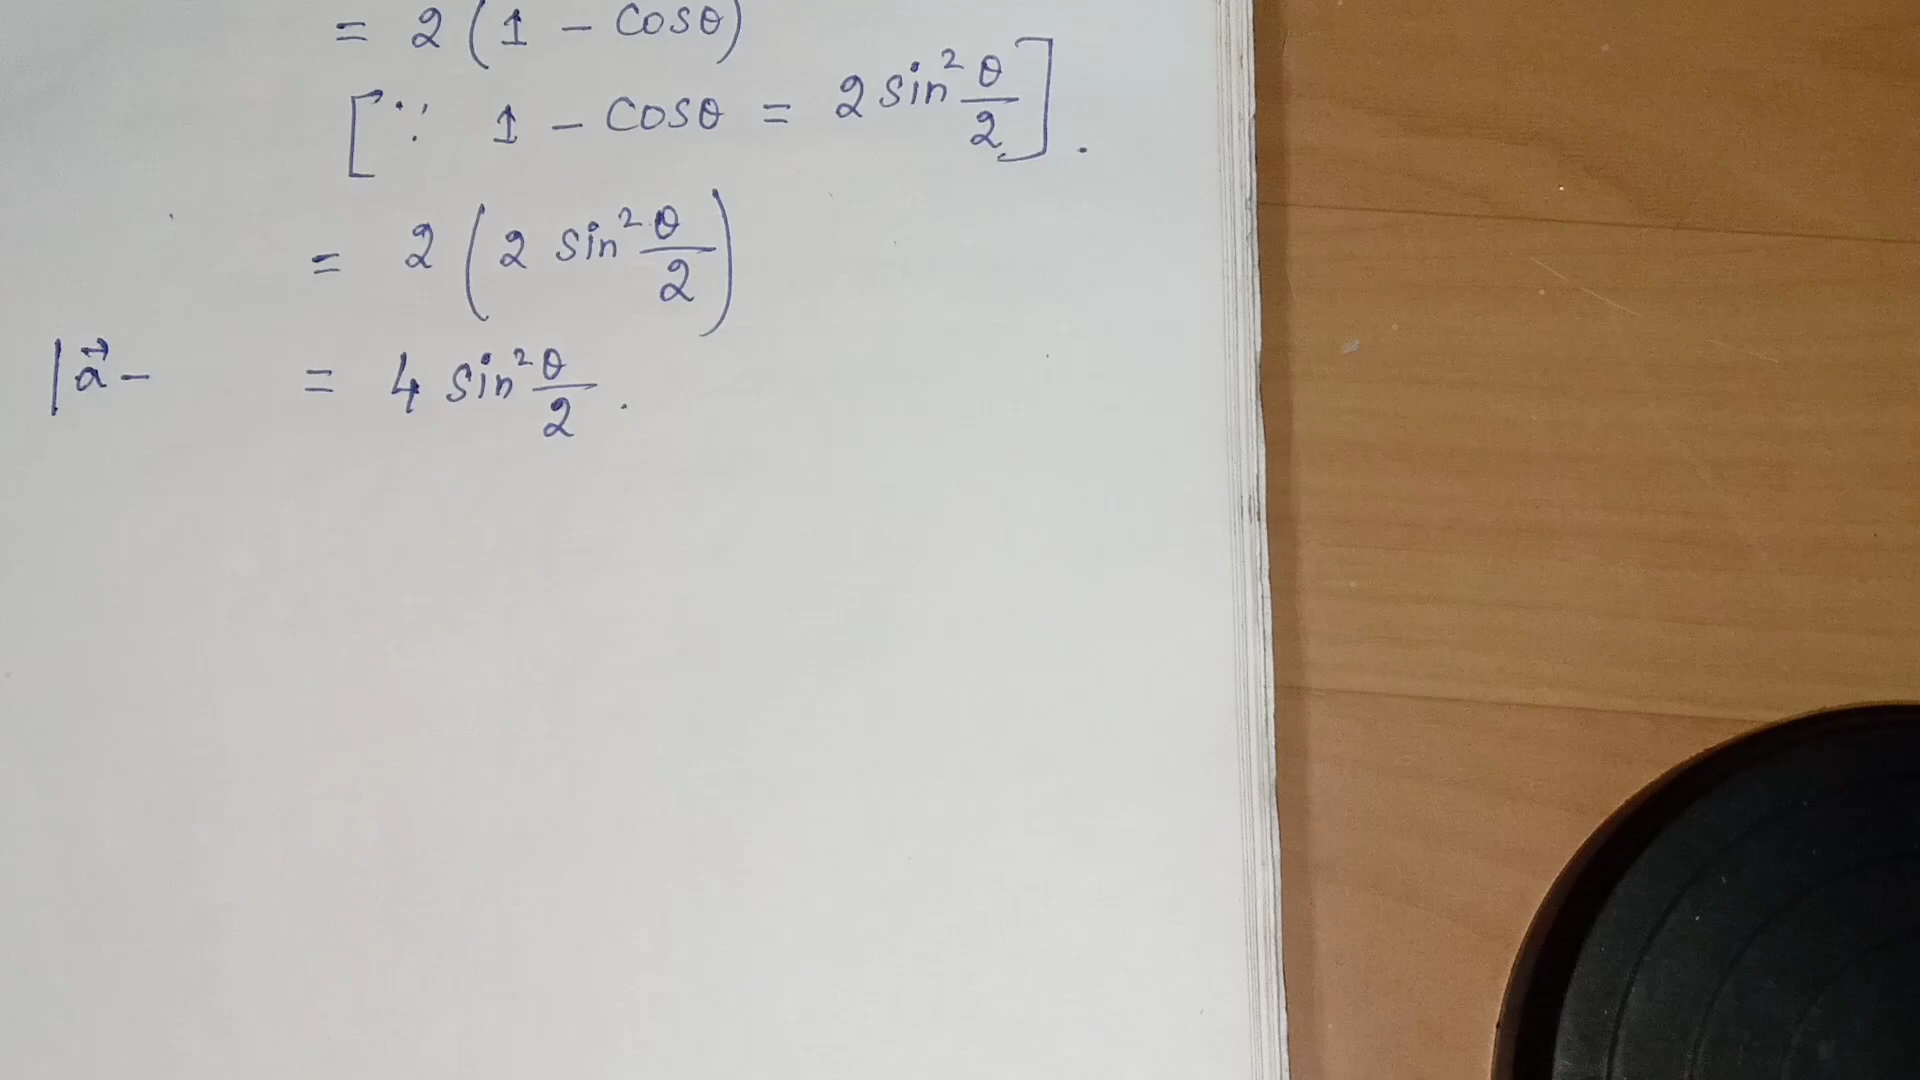 = 2 (1 - cosθ)
[∵ 1 - cosθ = 2 sin² θ/2].
= 2 (2 sin² θ/2)
|a⃗ - = 4 sin² θ/2.